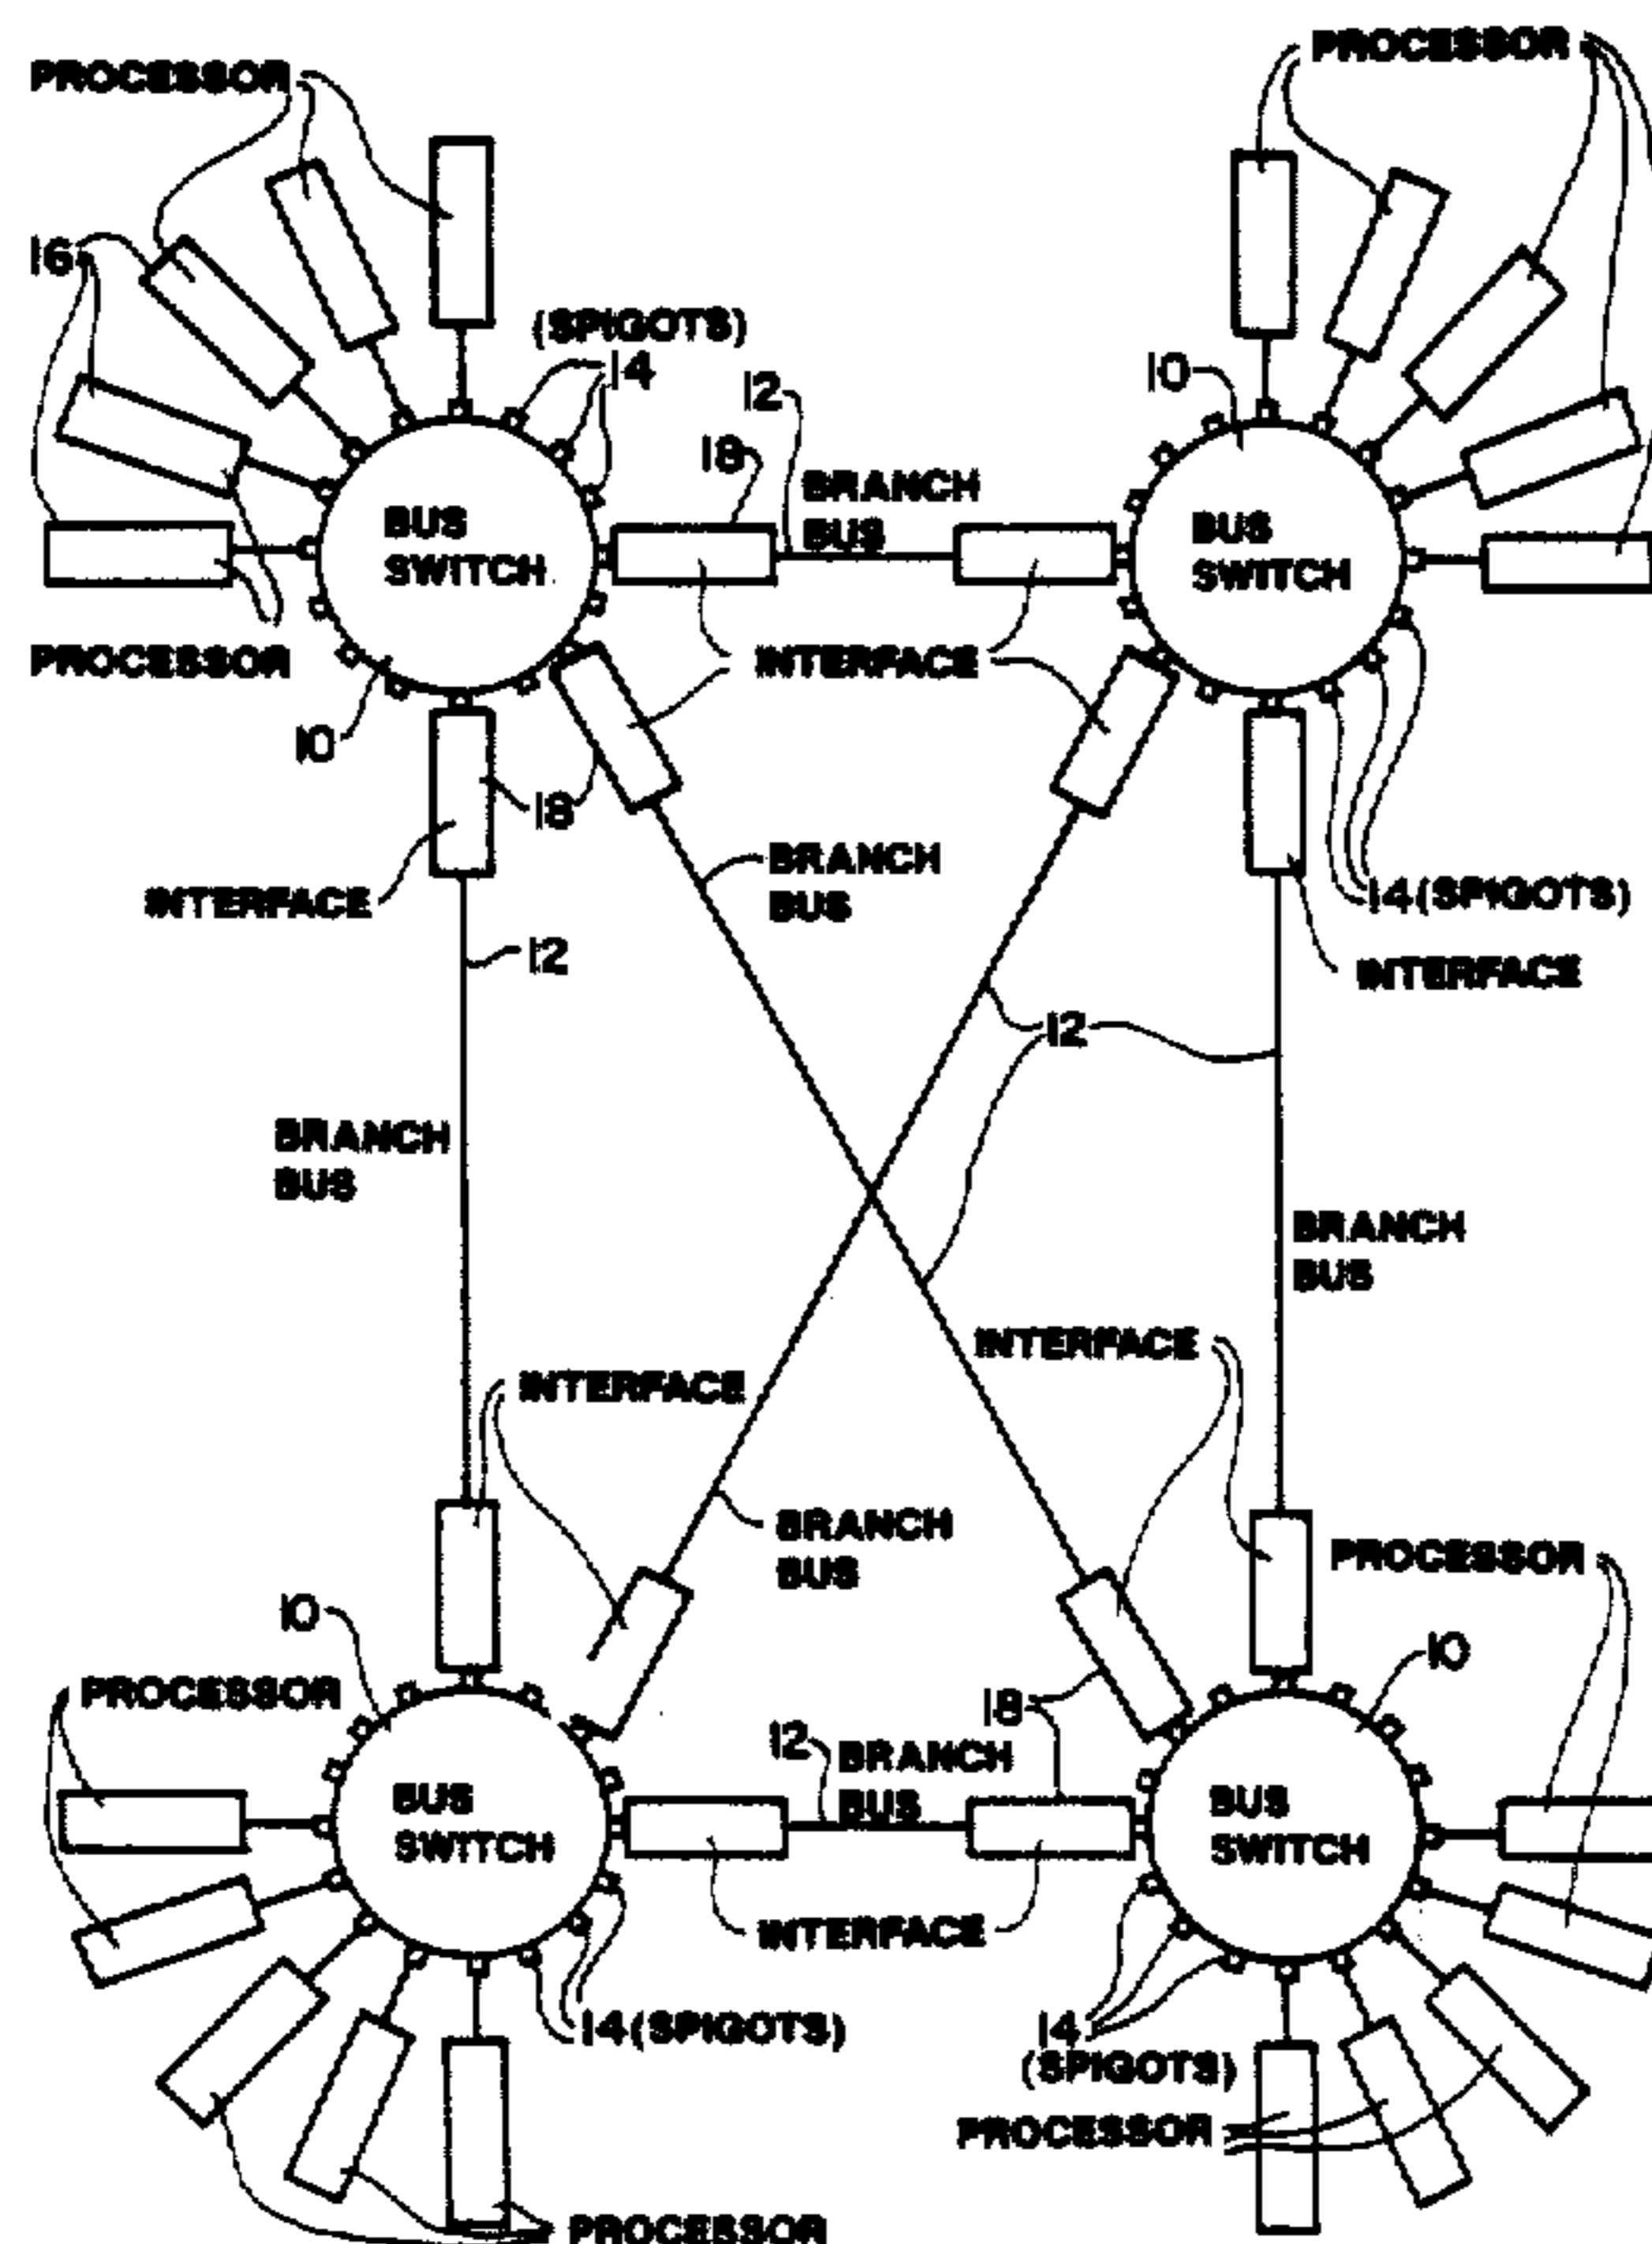 PROCESSOR
PROCESSOR
16
(SPIGOTS)
14
12
10
18
BRANCH
BUS
BUS
SWITCH
BUS
SWITCH
PROCESSOR
INTERFACE
10
18
BRANCH
BUS
INTERFACE
14(SPIGOTS)
12
INTERFACE
12
BRANCH
BUS
BRANCH
BUS
INTERFACE
INTERFACE
BRANCH
BUS
PROCESSOR
10
10
PROCESSOR
18
12
BRANCH
BUS
BUS
SWITCH
BUS
SWITCH
INTERFACE
14(SPIGOTS)
14
(SPIGOTS)
PROCESSOR
PROCESSOR